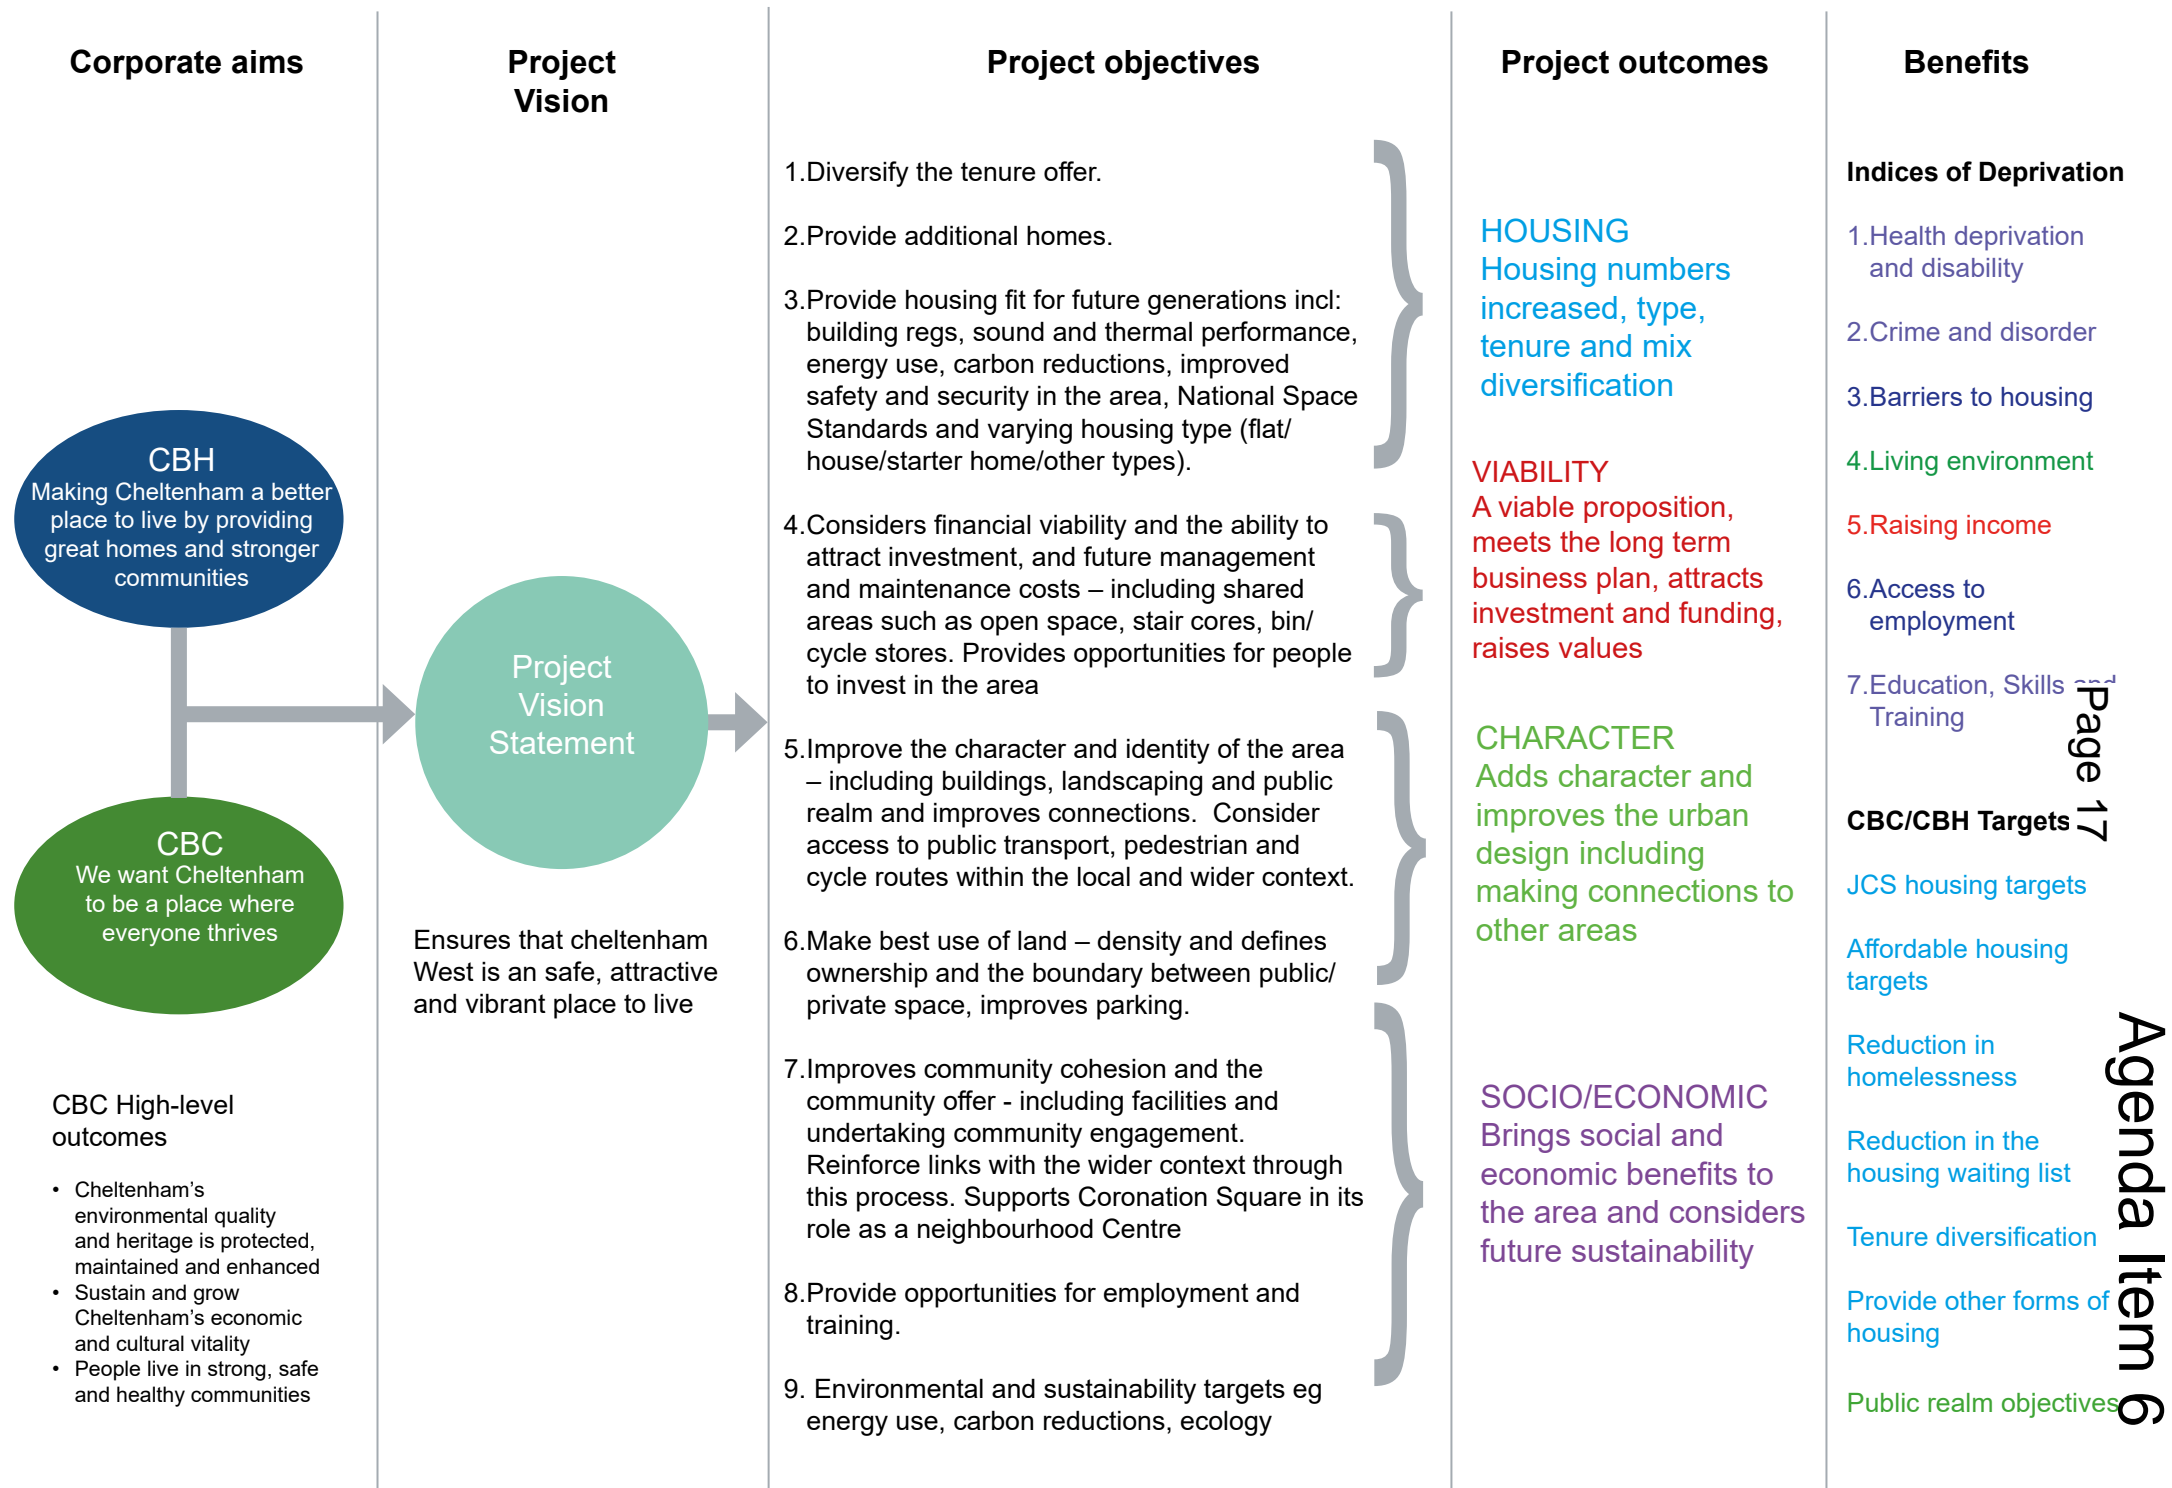 Corporate aims
CBH
Making Cheltenham a better
place to live by providing
great homes and stronger
communities
CBC
We want Cheltenham
to be a place where
everyone thrives
CBC High-level
outcomes
• Cheltenham’s
environmental quality
and heritage is protected,
maintained and enhanced
• Sustain and grow
Cheltenham’s economic
and cultural vitality
• People live in strong, safe
and healthy communities
Project
Vision
Project
Vision
Statement
Ensures that cheltenham
West is an safe, attractive
and vibrant place to live
Project objectives
1.Diversify the tenure offer.
2.Provide additional homes.
3.Provide housing fit for future generations incl:
building regs, sound and thermal performance,
energy use, carbon reductions, improved
safety and security in the area, National Space
Standards and varying housing type (flat/
house/starter home/other types).
4.Considers financial viability and the ability to
attract investment, and future management
and maintenance costs – including shared
areas such as open space, stair cores, bin/
cycle stores. Provides opportunities for people
to invest in the area
5.Improve the character and identity of the area
– including buildings, landscaping and public
realm and improves connections.  Consider
access to public transport, pedestrian and
cycle routes within the local and wider context.
6.Make best use of land – density and defines
ownership and the boundary between public/
private space, improves parking.
7.Improves community cohesion and the
community offer - including facilities and
undertaking community engagement.
Reinforce links with the wider context through
this process. Supports Coronation Square in its
role as a neighbourhood Centre
8.Provide opportunities for employment and
training.
9. Environmental and sustainability targets eg
energy use, carbon reductions, ecology
Project outcomes
HOUSING
Housing numbers
increased, type,
tenure and mix
diversification
VIABILITY
A viable proposition,
meets the long term
business plan, attracts
investment and funding,
raises values
CHARACTER
Adds character and
improves the urban
design including
making connections to
other areas
SOCIO/ECONOMIC
Brings social and
economic benefits to
the area and considers
future sustainability
Benefits
Indices of Deprivation
1.Health deprivation
and disability
2.Crime and disorder
3.Barriers to housing
4.Living environment
5.Raising income
6.Access to
employment
7.Education, Skills and
Training
CBC/CBH Targets
JCS housing targets
Affordable housing
targets
Reduction in
homelessness
Reduction in the
housing waiting list
Tenure diversification
Provide other forms of
housing
Public realm objectives
Page 17
Agenda Item 6